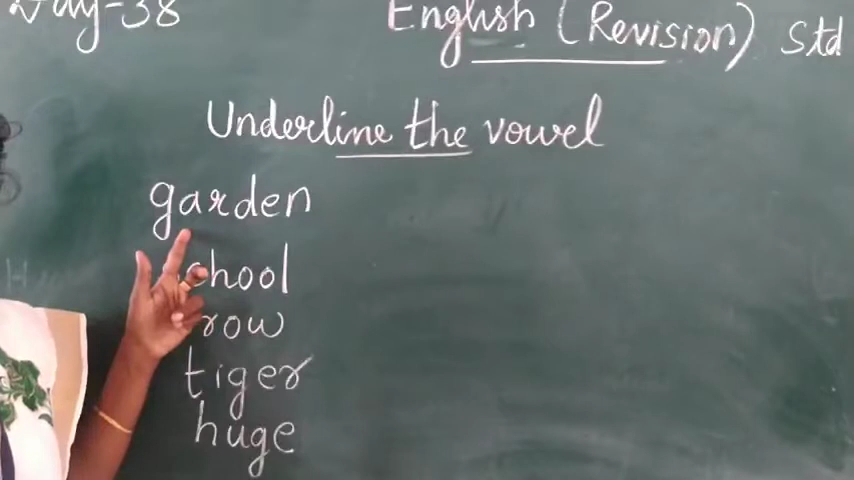 Day-38 English (Revision) Std
Underline the vowel
garden
school
row
tiger
huge